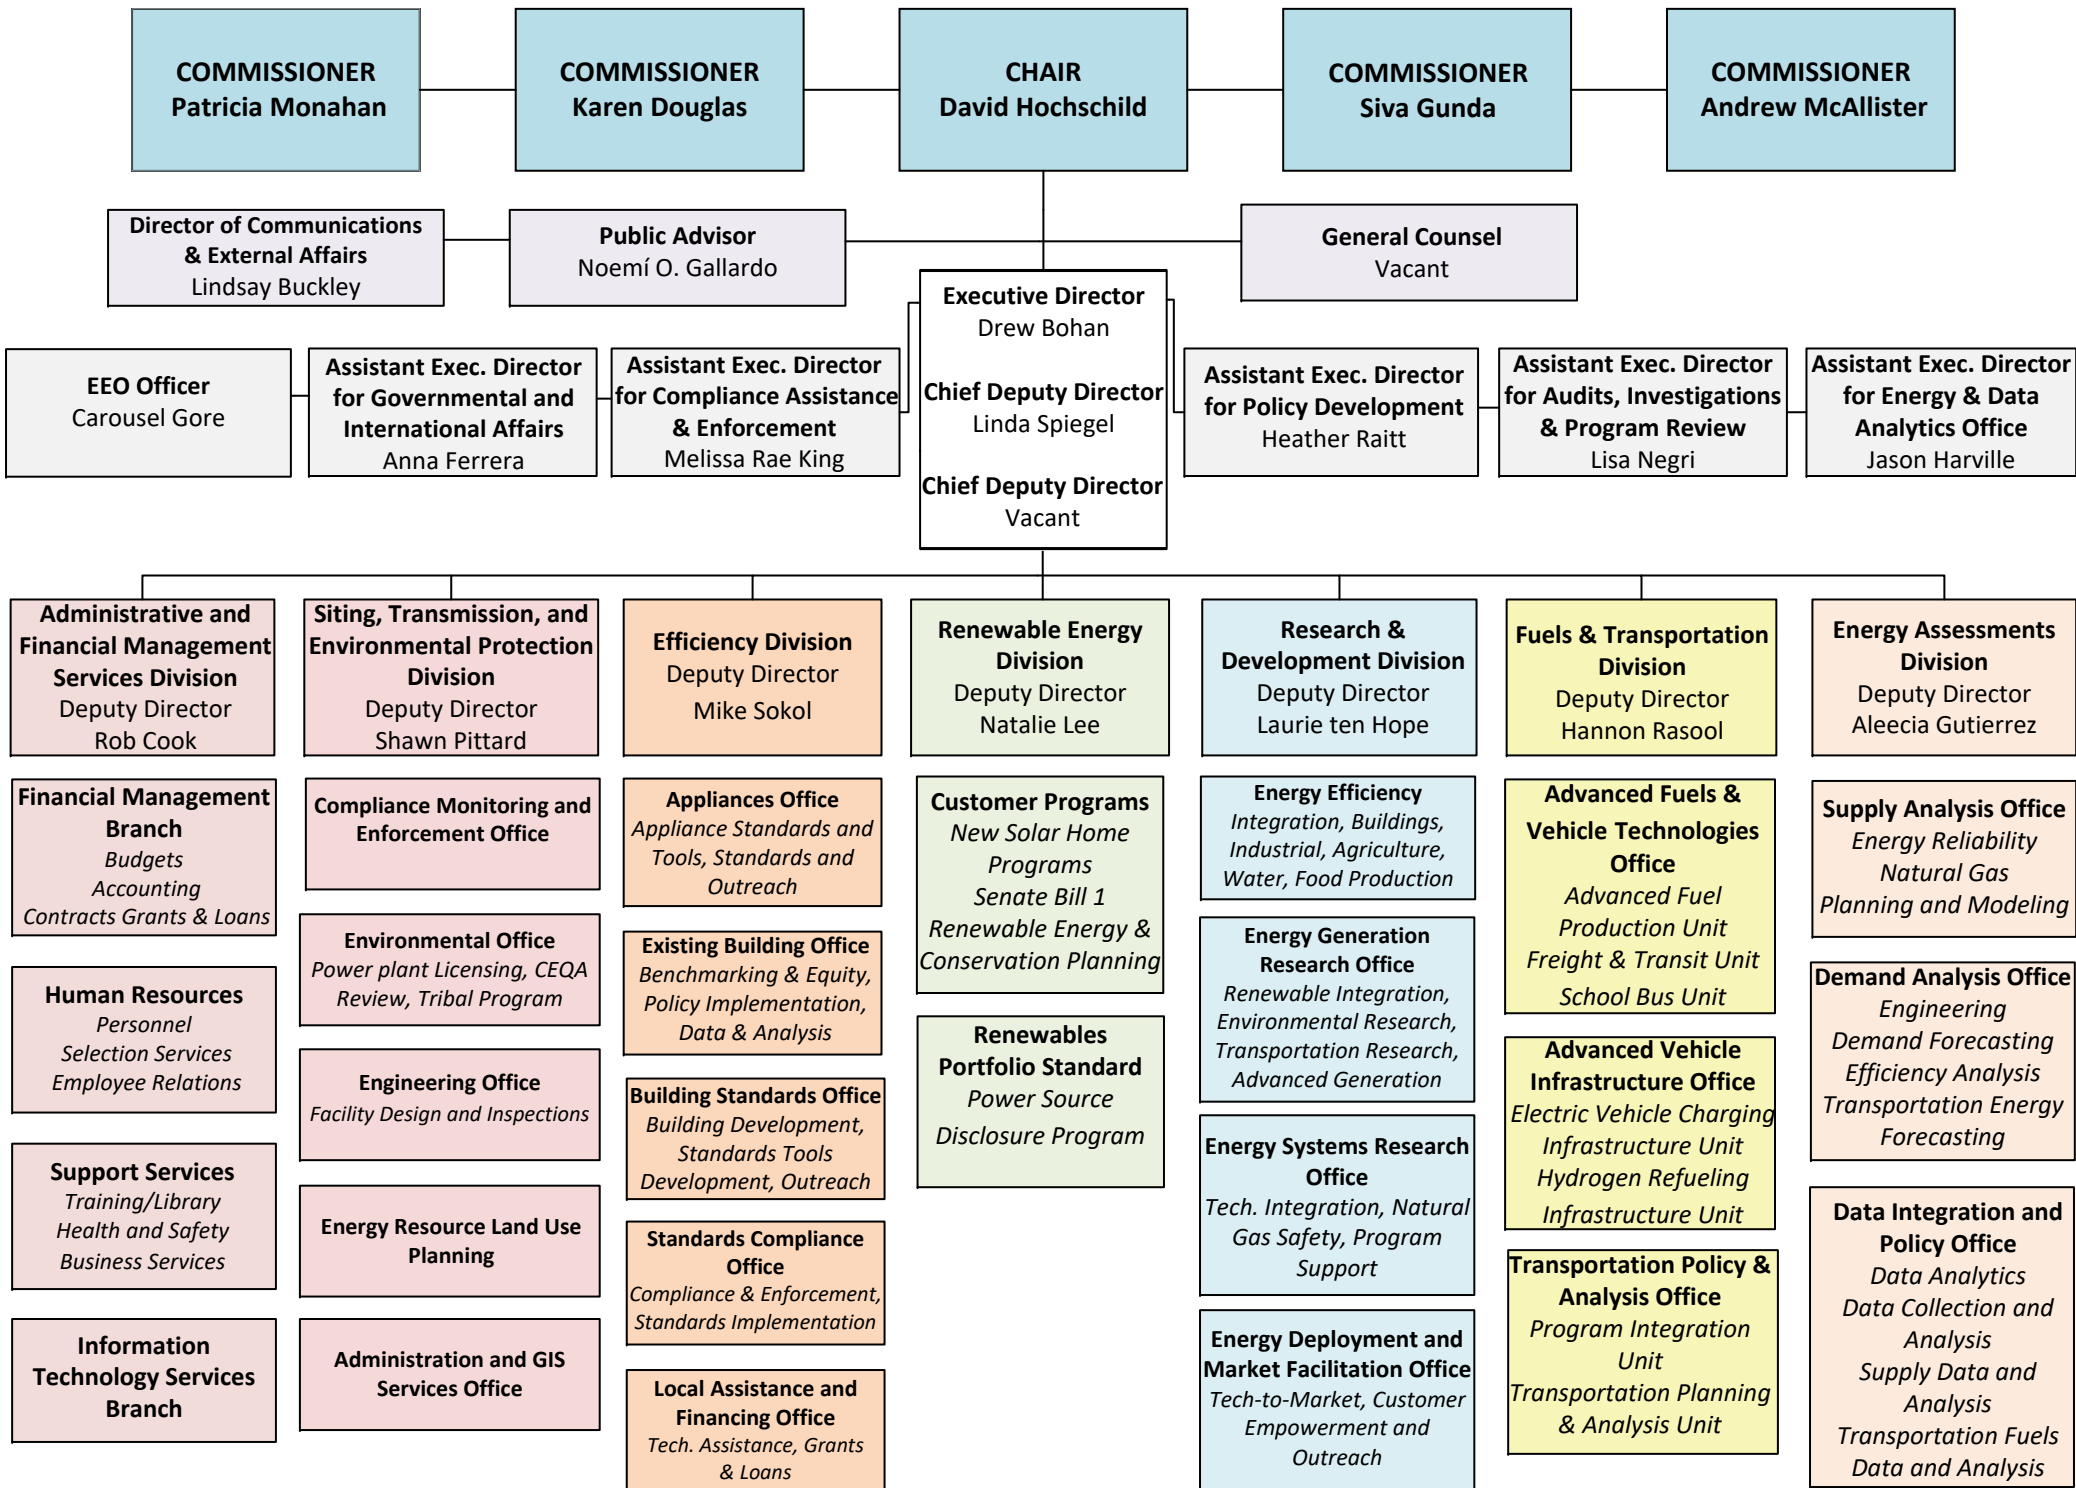 COMMISSIONER
Patricia Monahan
COMMISSIONER
Karen Douglas
CHAIR
David Hochschild
COMMISSIONER
Siva Gunda
COMMISSIONER
Andrew McAllister
Director of Communications
& External Affairs
Lindsay Buckley
Public Advisor
Noemí O. Gallardo
General Counsel
Vacant
Executive Director
Drew Bohan
Chief Deputy Director
Linda Spiegel
Chief Deputy Director
Vacant
EEO Officer
Carousel Gore
Assistant Exec. Director
for Governmental and
International Affairs
Anna Ferrera
Assistant Exec. Director
for Compliance Assistance
& Enforcement
Melissa Rae King
Assistant Exec. Director
for Policy Development
Heather Raitt
Assistant Exec. Director
for Audits, Investigations
& Program Review
Lisa Negri
Assistant Exec. Director
for Energy & Data
Analytics Office
Jason Harville
Administrative and
Financial Management
Services Division
Deputy Director
Rob Cook
Financial Management
Branch
Budgets
Accounting
Contracts Grants & Loans
Human Resources
Personnel
Selection Services
Employee Relations
Support Services
Training/Library
Health and Safety
Business Services
Information
Technology Services
Branch
Siting, Transmission, and
Environmental Protection
Division
Deputy Director
Shawn Pittard
Compliance Monitoring and
Enforcement Office
Environmental Office
Power plant Licensing, CEQA
Review, Tribal Program
Engineering Office
Facility Design and Inspections
Energy Resource Land Use
Planning
Administration and GIS
Services Office
Efficiency Division
Deputy Director
Mike Sokol
Appliances Office
Appliance Standards and
Tools, Standards and
Outreach
Existing Building Office
Benchmarking & Equity,
Policy Implementation,
Data & Analysis
Building Standards Office
Building Development,
Standards Tools
Development, Outreach
Standards Compliance
Office
Compliance & Enforcement,
Standards Implementation
Local Assistance and
Financing Office
Tech. Assistance, Grants
& Loans
Renewable Energy
Division
Deputy Director
Natalie Lee
Customer Programs
New Solar Home
Programs
Senate Bill 1
Renewable Energy &
Conservation Planning
Renewables
Portfolio Standard
Power Source
Disclosure Program
Research &
Development Division
Deputy Director
Laurie ten Hope
Energy Efficiency
Integration, Buildings,
Industrial, Agriculture,
Water, Food Production
Energy Generation
Research Office
Renewable Integration,
Environmental Research,
Transportation Research,
Advanced Generation
Energy Systems Research
Office
Tech. Integration, Natural
Gas Safety, Program
Support
Energy Deployment and
Market Facilitation Office
Tech-to-Market, Customer
Empowerment and
Outreach
Fuels & Transportation
Division
Deputy Director
Hannon Rasool
Advanced Fuels &
Vehicle Technologies
Office
Advanced Fuel
Production Unit
Freight & Transit Unit
School Bus Unit
Advanced Vehicle
Infrastructure Office
Electric Vehicle Charging
Infrastructure Unit
Hydrogen Refueling
Infrastructure Unit
Transportation Policy &
Analysis Office
Program Integration
Unit
Transportation Planning
& Analysis Unit
Energy Assessments
Division
Deputy Director
Aleecia Gutierrez
Supply Analysis Office
Energy Reliability
Natural Gas
Planning and Modeling
Demand Analysis Office
Engineering
Demand Forecasting
Efficiency Analysis
Transportation Energy
Forecasting
Data Integration and
Policy Office
Data Analytics
Data Collection and
Analysis
Supply Data and
Analysis
Transportation Fuels
Data and Analysis